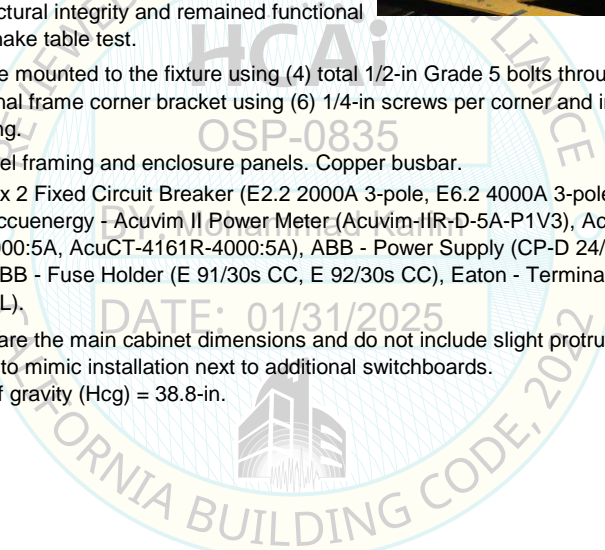 ctural integrity and remained functional
ake table test.
HCAi
e mounted to the fixture using (4) total 1/2-in Grade 5 bolts throu
nal frame corner bracket using (6) 1/4-in screws per corner and i
ng.
OSP-0835
el framing and enclosure panels. Copper busbar.
x 2 Fixed Circuit Breaker (E2.2 2000A 3-pole, E6.2 4000A 3-pole
ccuenergy - Acuvim II Power Meter (Acuvim-IIR-D-5A-P1V3), Ac
BY: Mohammad Karim
00:5A, AcuCT-4161R-4000:5A), ABB - Power Supply (CP-D 24/
BB - Fuse Holder (E 91/30s CC, E 92/30s CC), Eaton - Termina
L).
DATE: 01/31/2025
are the main cabinet dimensions and do not include slight protru
to mimic installation next to additional switchboards.
f gravity (Hcg) = 38.8-in.
CALIFORNIA BUILDING CODE, 2022